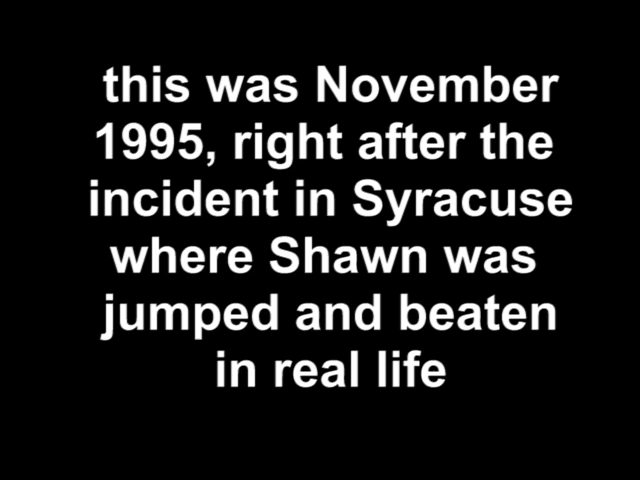 this was November
1995, right after the
incident in Syracuse
where Shawn was
jumped and beaten
in real life